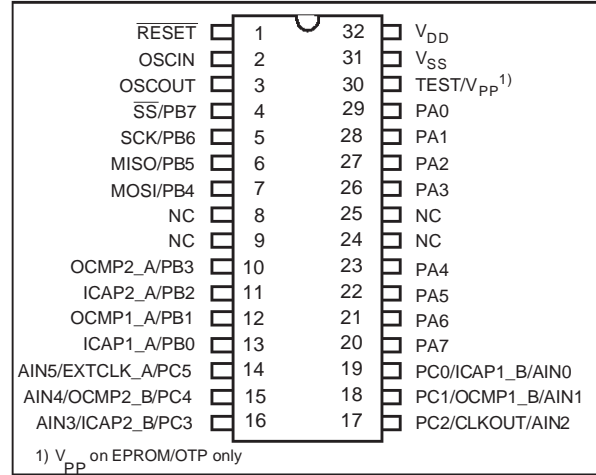 RESET 1 32 VDD
OSCIN 2 31 VSS
OSCOUT 3 30 TEST/VPP1)
SS/PB7 4 29 PA0
SCK/PB6 5 28 PA1
MISO/PB5 6 27 PA2
MOSI/PB4 7 26 PA3
NC 8 25 NC
NC 9 24 NC
OCMP2_A/PB3 10 23 PA4
ICAP2_A/PB2 11 22 PA5
OCMP1_A/PB1 12 21 PA6
ICAP1_A/PB0 13 20 PA7
AIN5/EXTCLK_A/PC5 14 19 PC0/ICAP1_B/AIN0
AIN4/OCMP2_B/PC4 15 18 PC1/OCMP1_B/AIN1
AIN3/ICAP2_B/PC3 16 17 PC2/CLKOUT/AIN2
1) VPP on EPROM/OTP only